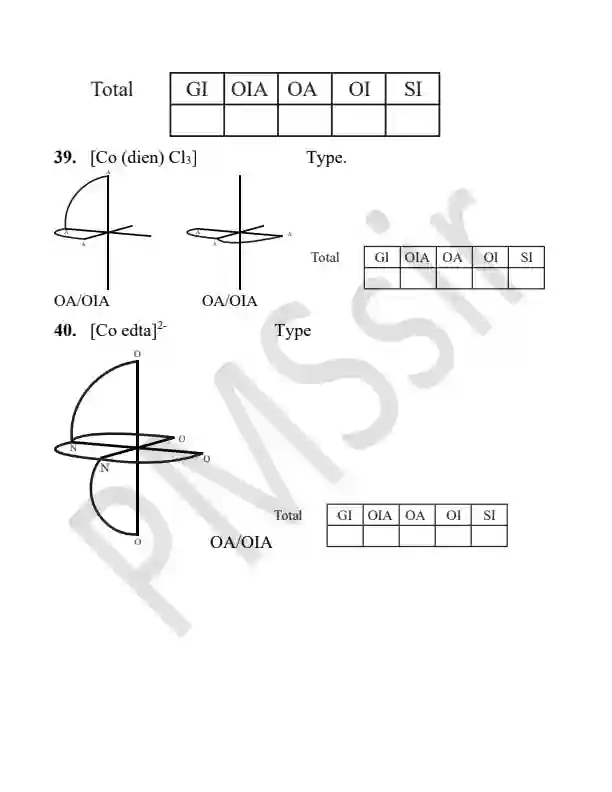 Total GI OIA OA OI SI
39. [Co (dien) Cl₃] Type.
A
A
A
A
A
A
Total GI OIA OA OI SI
OA/OIA OA/OIA
40. [Co edta]²⁻ Type
O
N
O
N
O
O
Total GI OIA OA OI SI
OA/OIA
PMSsir